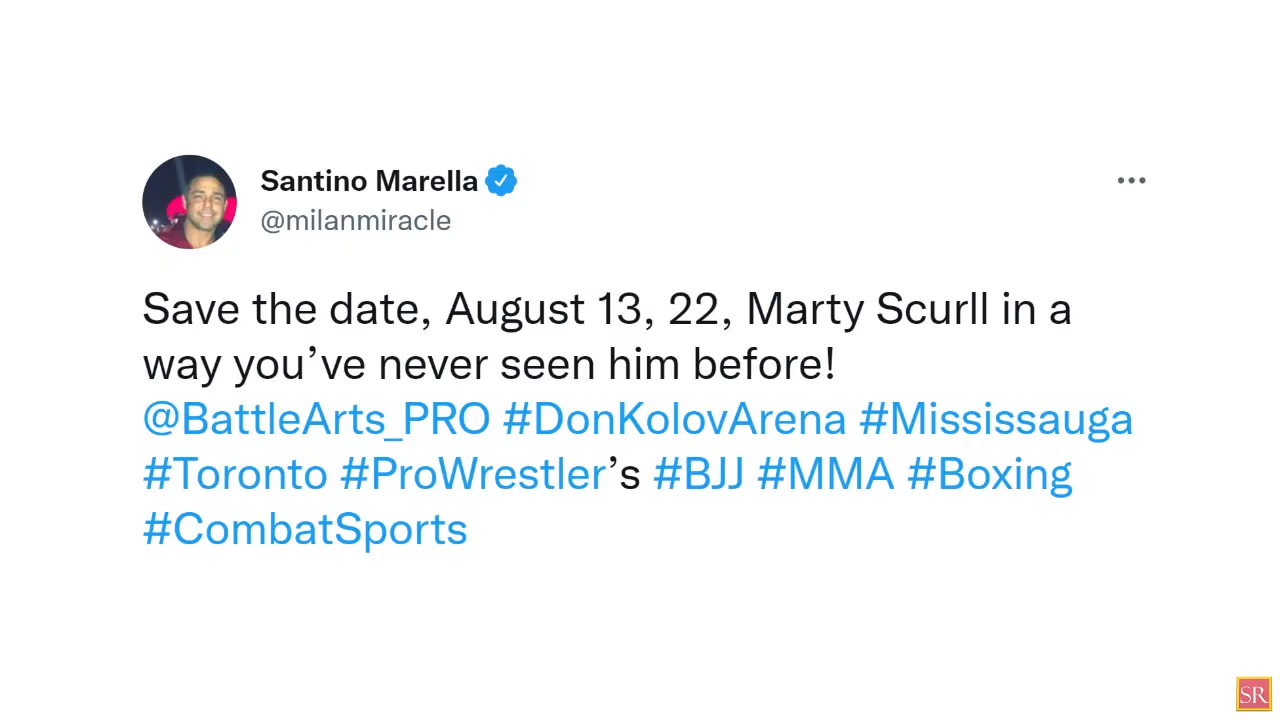 Santino Marella
@milanmiracle
Save the date, August 13, 22, Marty Scurll in a
way you’ve never seen him before!
@BattleArts_PRO #DonKolovArena #Mississauga
#Toronto #ProWrestler’s #BJJ #MMA #Boxing
#CombatSports
SR